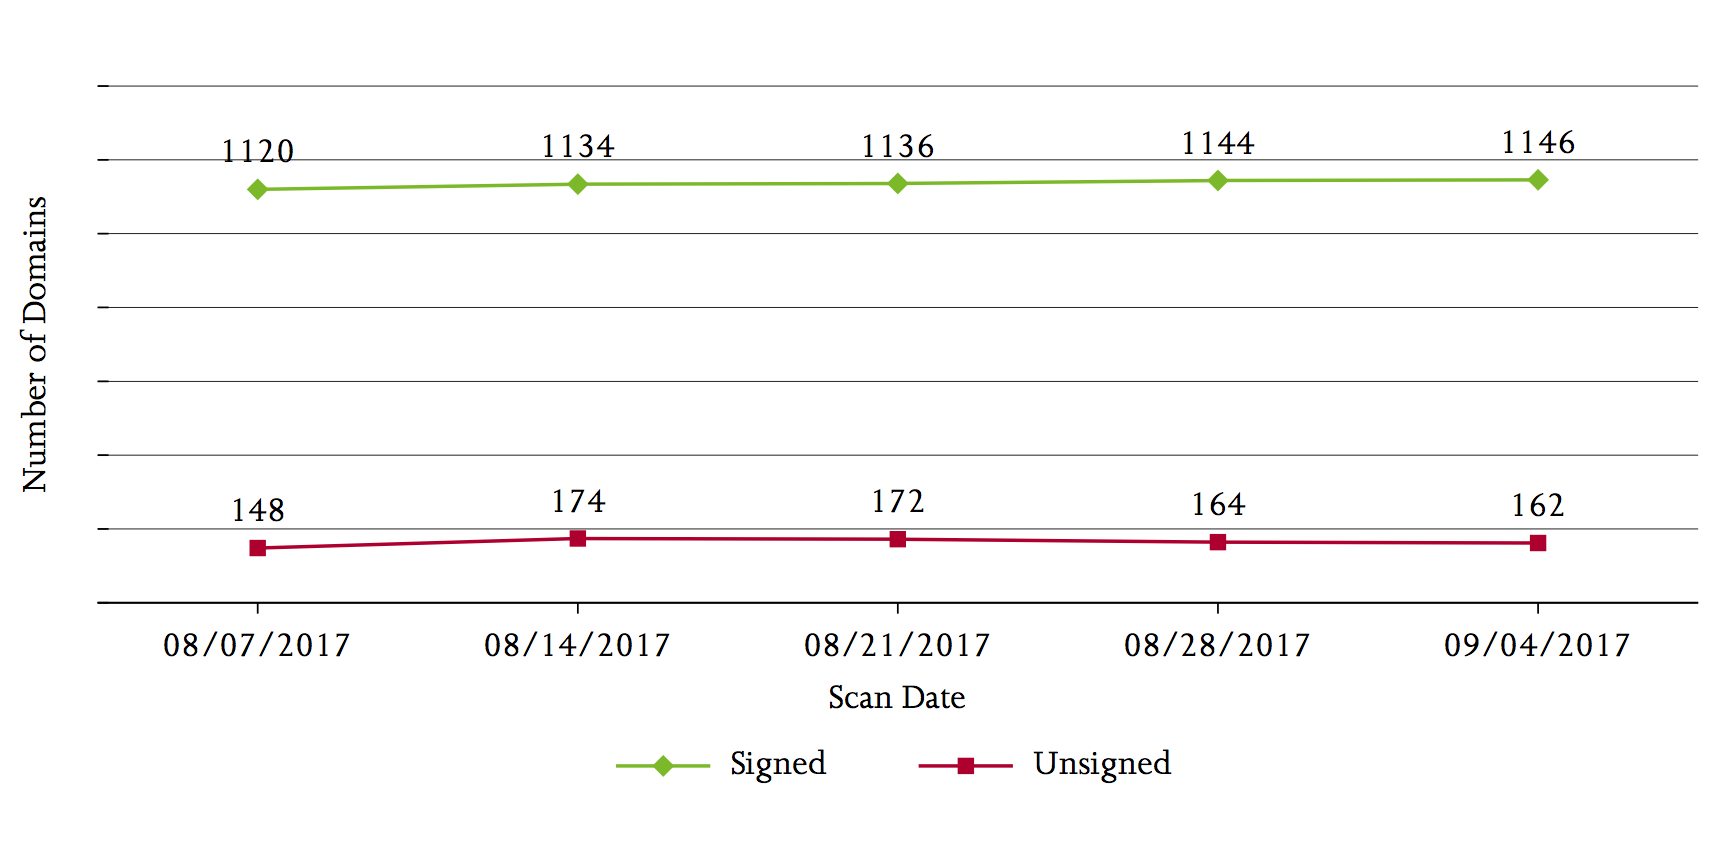 Number of Domains
1120 1134 1136 1144 1146
148 174 172 164 162
08/07/2017 08/14/2017 08/21/2017 08/28/2017 09/04/2017
Scan Date
Signed Unsigned